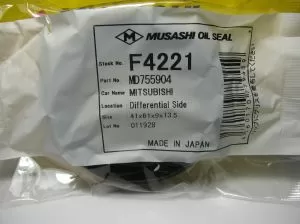 MUSASHI OIL SEAL
Stock No. F4221
Part No MD755904
Car Name MITSUBISHI
Location Differential Side
Size 41x61x9x13.5
Lot 011928
MADE IN JAPAN